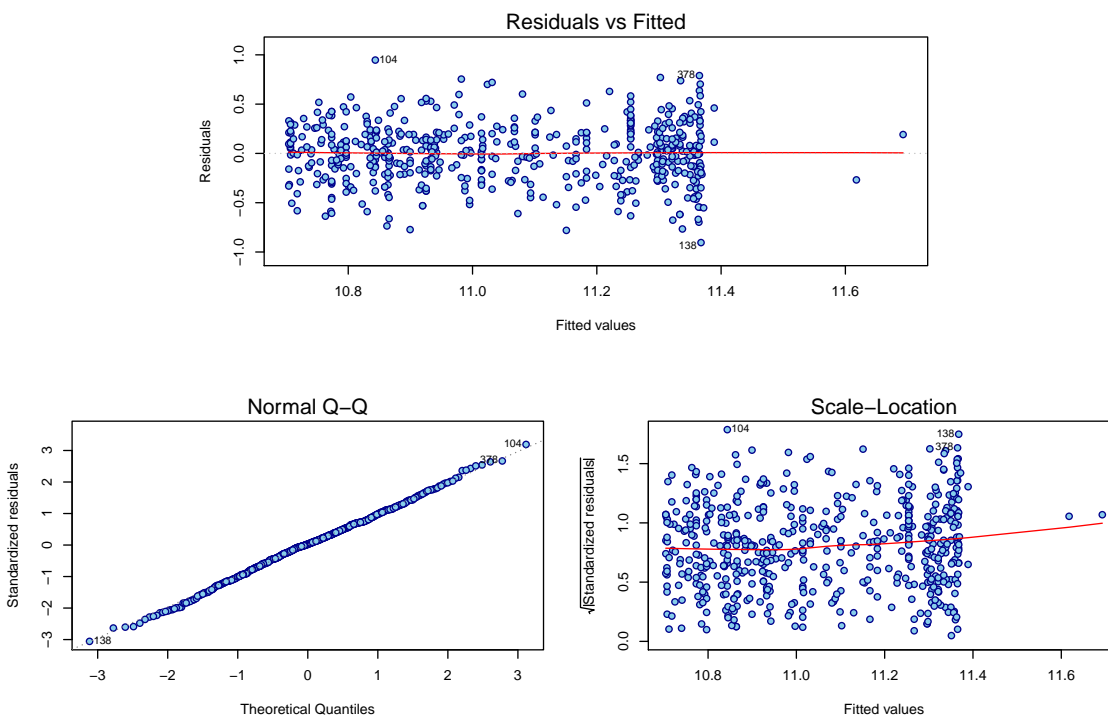 Residuals vs Fitted
1.0
0.5
0.0
−0.5
−1.0
Residuals
104
378
138
10.8 11.0 11.2 11.4 11.6
Fitted values
Normal Q−Q
3
2
1
0
−1
−2
−3
Standardized residuals
104
378
138
−3 −2 −1 0 1 2 3
Theoretical Quantiles
Scale−Location
1.5
1.0
0.5
0.0
√|Standardized residuals|
104
138
378
10.8 11.0 11.2 11.4 11.6
Fitted values